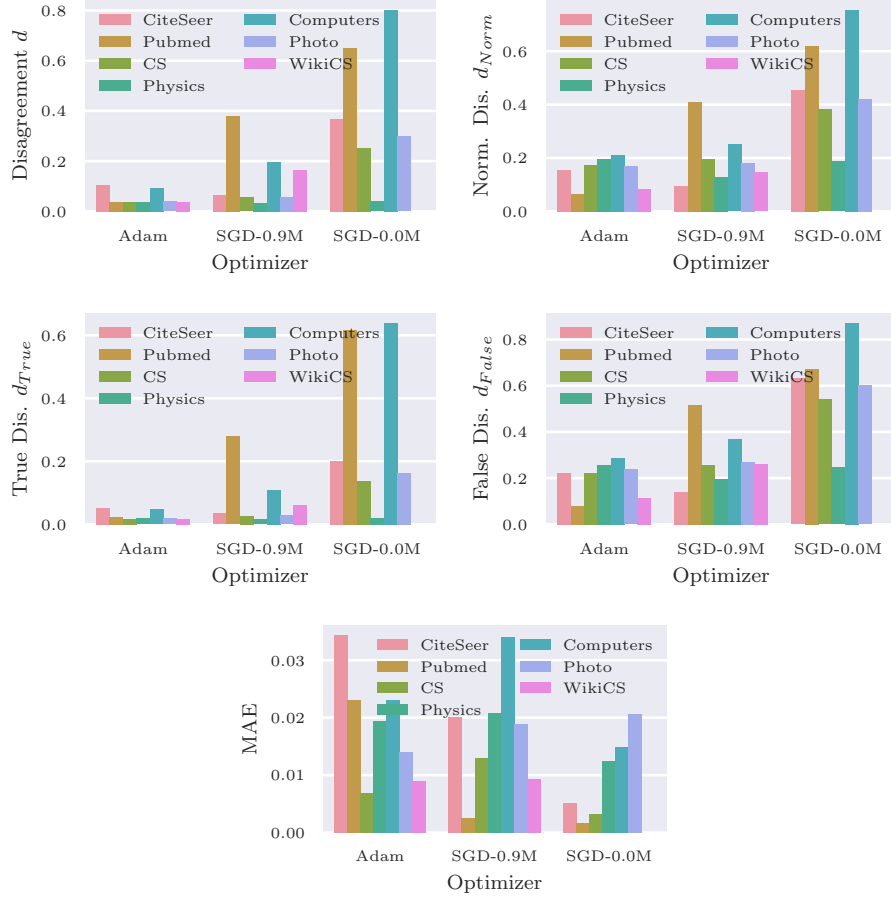 Disagreement d
0.8
0.6
0.4
0.2
0.0
CiteSeer
Pubmed
CS
Physics
Computers
Photo
WikiCS
Adam
SGD-0.9M
SGD-0.0M
Optimizer
Norm. Dis. d_Norm
0.6
0.4
0.2
0.0
CiteSeer
Pubmed
CS
Physics
Computers
Photo
WikiCS
Adam
SGD-0.9M
SGD-0.0M
Optimizer
True Dis. d_True
0.6
0.4
0.2
0.0
CiteSeer
Pubmed
CS
Physics
Computers
Photo
WikiCS
Adam
SGD-0.9M
SGD-0.0M
Optimizer
False Dis. d_False
0.8
0.6
0.4
0.2
0.0
CiteSeer
Pubmed
CS
Physics
Computers
Photo
WikiCS
Adam
SGD-0.9M
SGD-0.0M
Optimizer
MAE
0.03
0.02
0.01
0.00
CiteSeer
Pubmed
CS
Physics
Computers
Photo
WikiCS
Adam
SGD-0.9M
SGD-0.0M
Optimizer